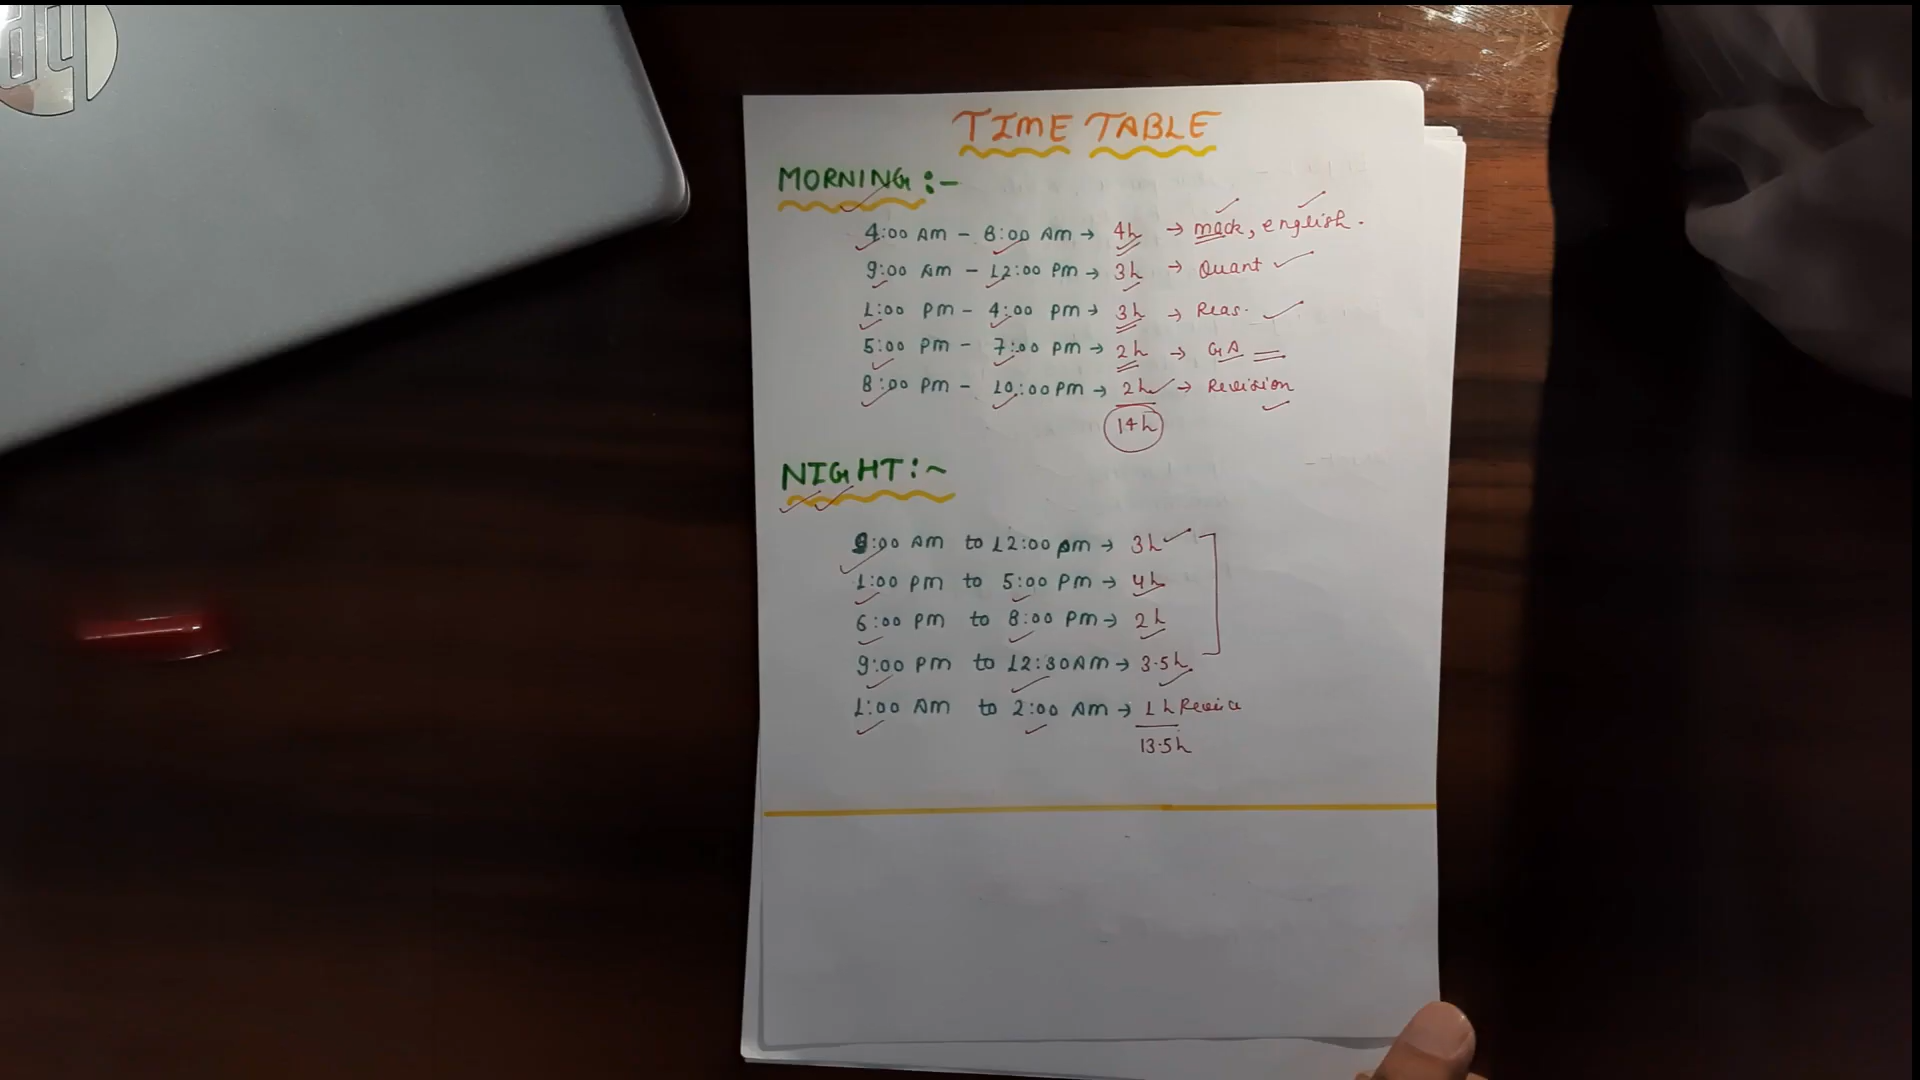 hp
TIME TABLE
MORNING :-
4:00 AM - 8:00 AM → 4h → mock, english.
9:00 AM - 12:00 PM → 3h → Quant
1:00 PM - 4:00 PM → 3h → Reas.
5:00 PM - 7:00 PM → 2h → GA
8:00 PM - 10:00 PM → 2h → Revision
14h
NIGHT :~
9:00 AM to 12:00 pm → 3h
1:00 PM to 5:00 PM → 4h
6:00 PM to 8:00 PM → 2h
9:00 PM to 12:30 AM → 3.5h
1:00 AM to 2:00 AM → 1h
13.5h